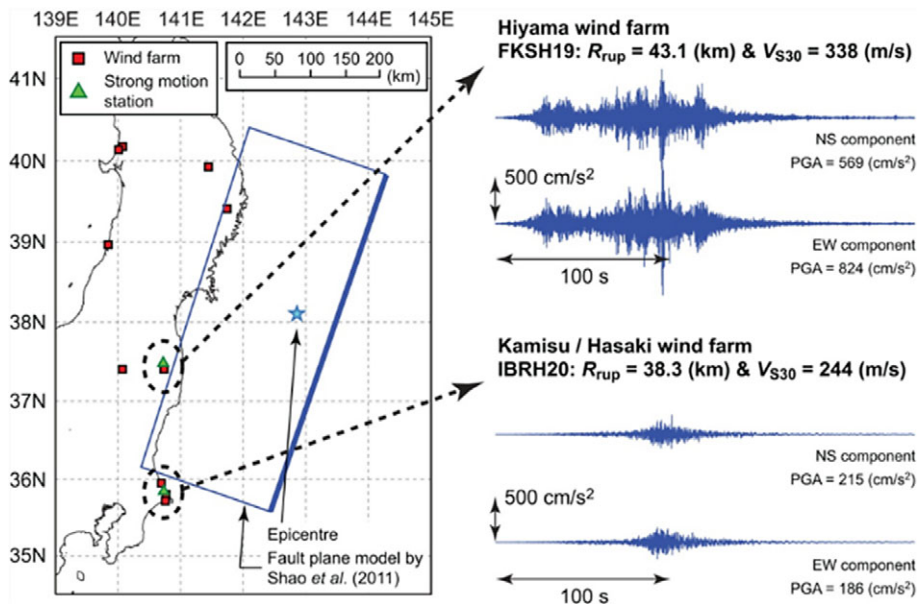 139E 140E 141E 142E 143E 144E 145E
41N
40N
39N
38N
37N
36N
35N
Wind farm
Strong motion
station
0 50 100 150 200
(km)
Epicentre
Fault plane model by
Shao et al. (2011)
Hiyama wind farm
FKSH19: Rrup = 43.1 (km) & VS30 = 338 (m/s)
NS component
PGA = 569 (cm/s²)
500 cm/s²
EW component
PGA = 824 (cm/s²)
100 s
Kamisu / Hasaki wind farm
IBRH20: Rrup = 38.3 (km) & VS30 = 244 (m/s)
NS component
PGA = 215 (cm/s²)
500 cm/s²
EW component
PGA = 186 (cm/s²)
100 s